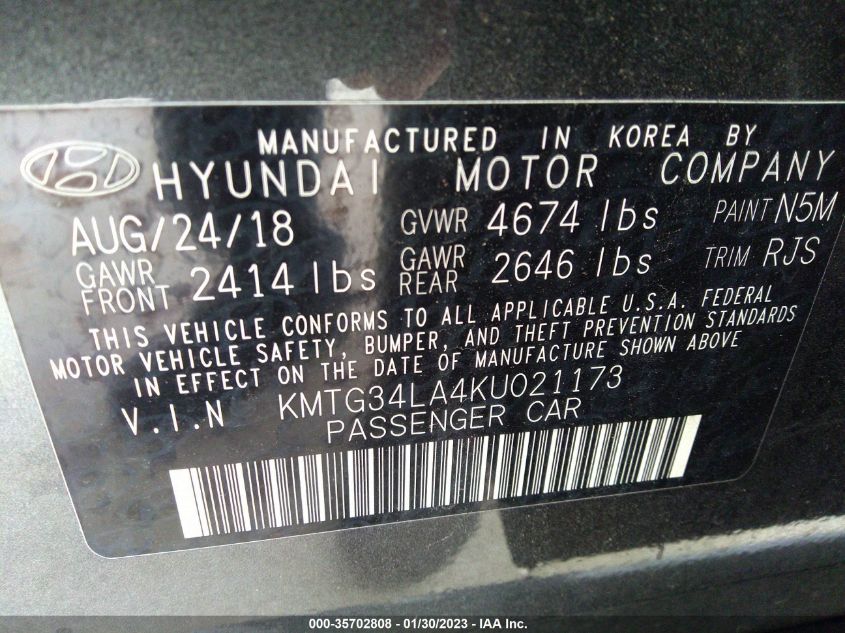 MANUFACTURED IN KOREA BY
HYUNDAI MOTOR COMPANY
AUG/24/18 GVWR 4674 lbs PAINT N5M
GAWR FRONT 2414 lbs GAWR REAR 2646 lbs TRIM RJS
THIS VEHICLE CONFORMS TO ALL APPLICABLE U.S.A. FEDERAL
MOTOR VEHICLE SAFETY, BUMPER, AND THEFT PREVENTION STANDARDS
IN EFFECT ON THE DATE OF MANUFACTURE SHOWN ABOVE
V.I.N KMTG34LA4KU021173
PASSENGER CAR
000-35702808 - 01/30/2023 - IAA Inc.